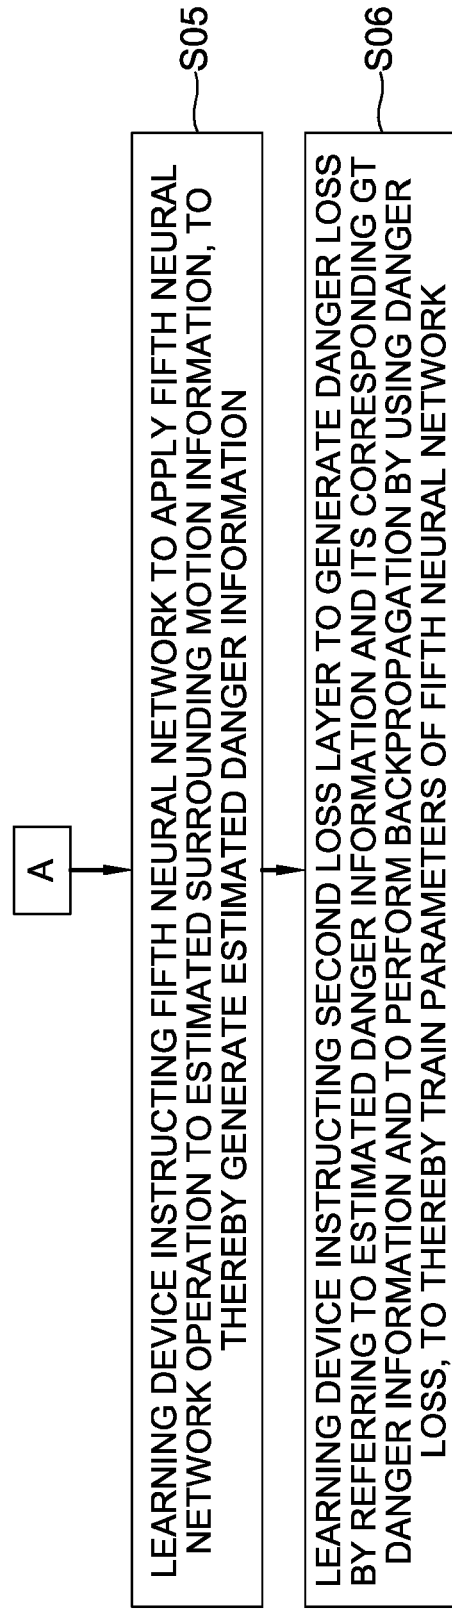 A
LEARNING DEVICE INSTRUCTING FIFTH NEURAL NETWORK TO APPLY FIFTH NEURAL
NETWORK OPERATION TO ESTIMATED SURROUNDING MOTION INFORMATION, TO
THEREBY GENERATE ESTIMATED DANGER INFORMATION
S05
LEARNING DEVICE INSTRUCTING SECOND LOSS LAYER TO GENERATE DANGER LOSS
BY REFERRING TO ESTIMATED DANGER INFORMATION AND ITS CORRESPONDING GT
DANGER INFORMATION AND TO PERFORM BACKPROPAGATION BY USING DANGER
LOSS, TO THEREBY TRAIN PARAMETERS OF FIFTH NEURAL NETWORK
S06